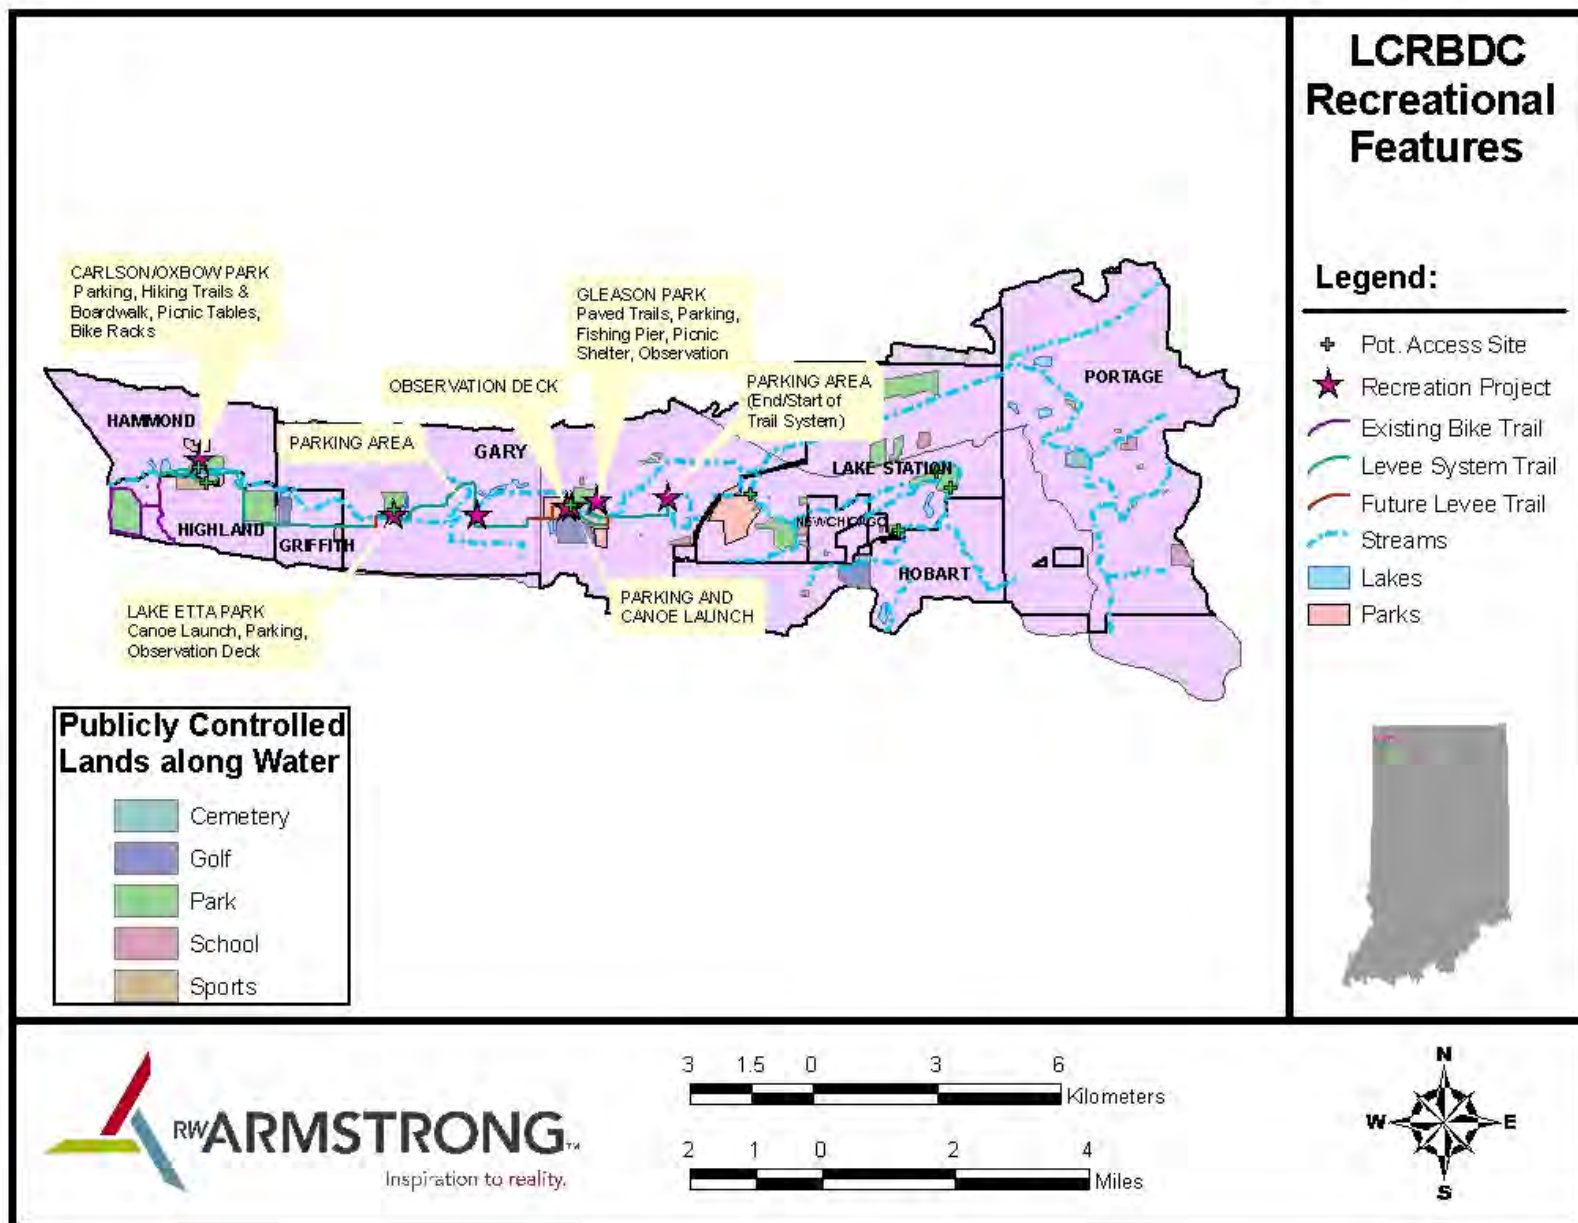 LCRBDC
Recreational
Features
Legend:
Pot. Access Site
Recreation Project
Existing Bike Trail
Levee System Trail
Future Levee Trail
Streams
Lakes
Parks
CARLSON/OXBOW PARK
Parking, Hiking Trails &
Boardwalk, Picnic Tables,
Bike Racks
GLEASON PARK
Paved Trails, Parking,
Fishing Pier, Picnic
Shelter, Observation
OBSERVATION DECK
PARKING AREA
(End/Start of
Trail System)
PARKING AREA
HAMMOND
GARY
PORTAGE
LAKE STATION
HIGHLAND
GRIFFITH
NEW CHICAGO
HOBART
LAKE ETTA PARK
Canoe Launch, Parking,
Observation Deck
PARKING AND
CANOE LAUNCH
Publicly Controlled
Lands along Water
Cemetery
Golf
Park
School
Sports
RWARMSTRONG™
Inspiration to reality.
3 1.5 0 3 6
Kilometers
2 1 0 2 4
Miles
N
W E
S